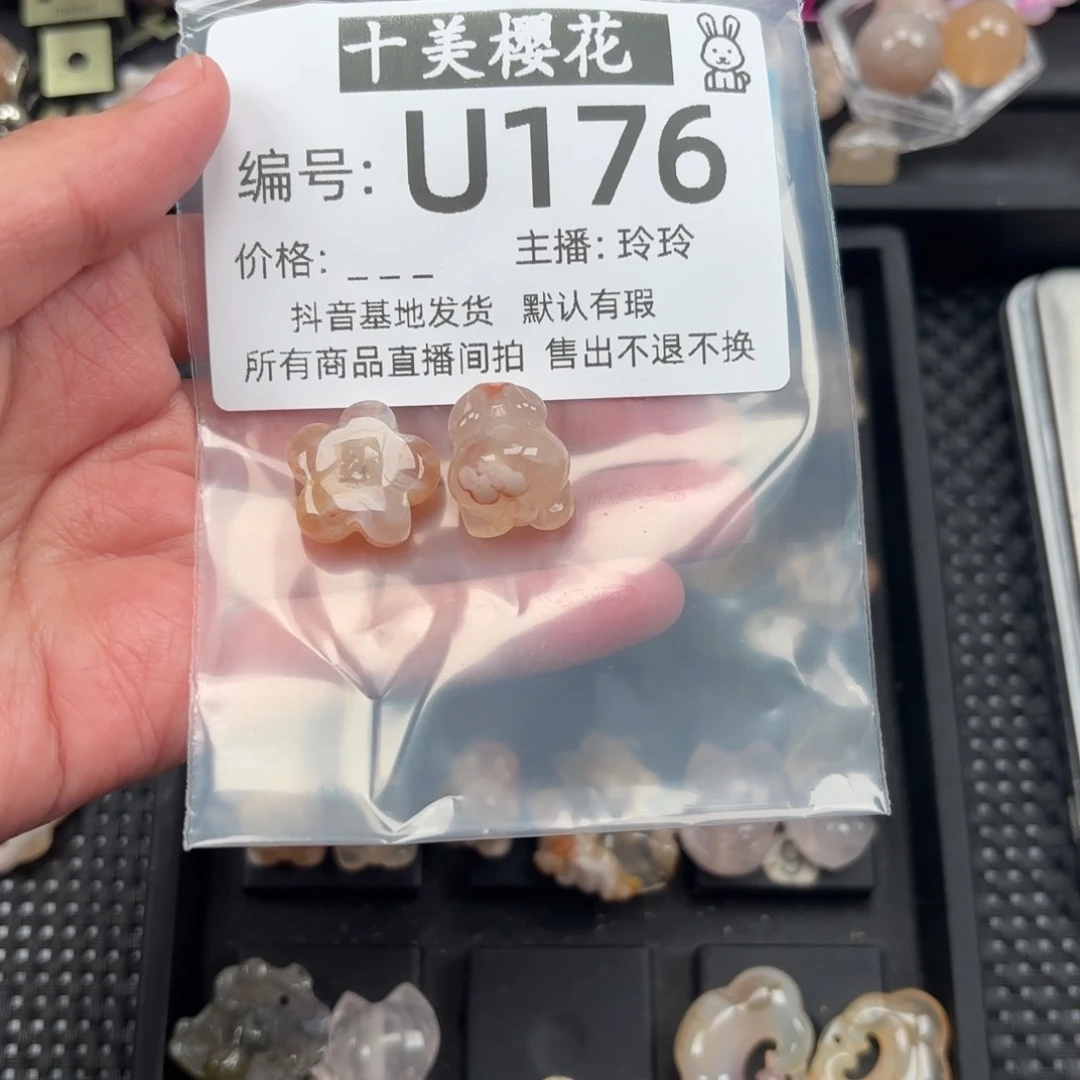 十美樱花
编号: U176
价格: _ _ _ 主播: 玲玲
抖音基地发货 默认有瑕
所有商品直播间拍 售出不退不换